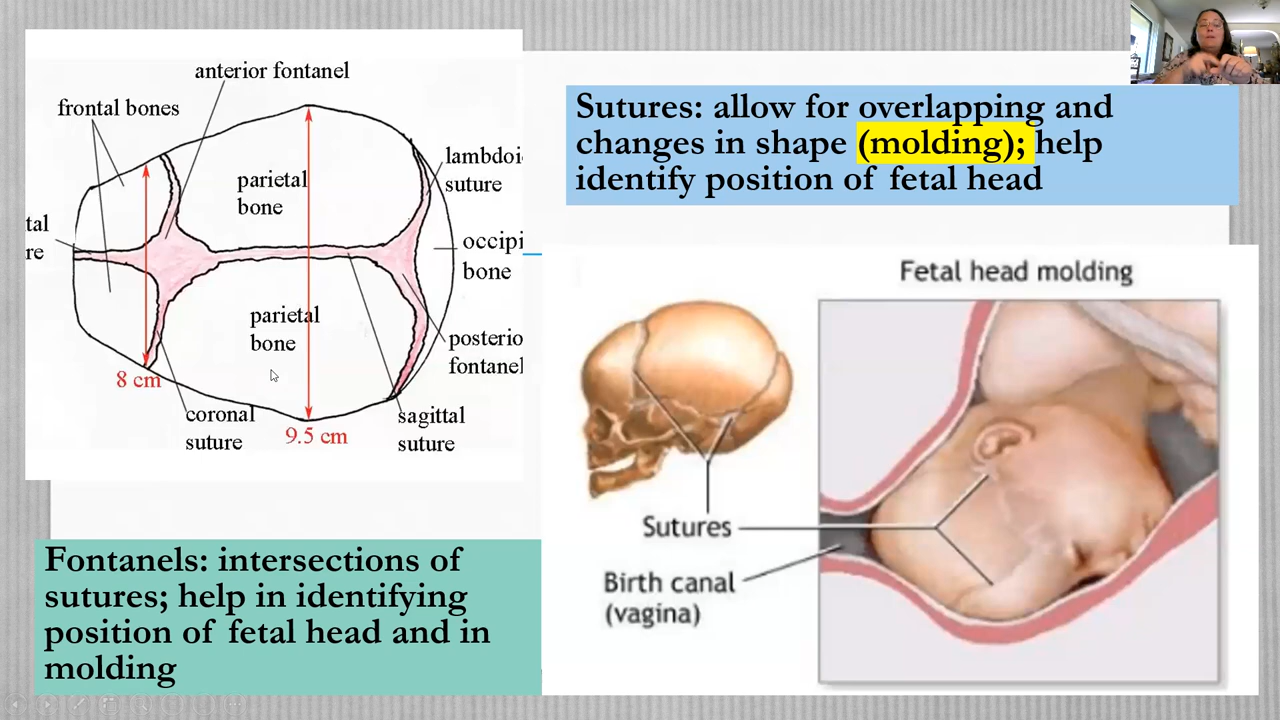 anterior fontanel
frontal bones
parietal
bone
lambdoi
suture
tal
re
occipi
bone
parietal
bone
posterio
fontanel
8 cm
coronal
suture
9.5 cm
sagittal
suture
Sutures: allow for overlapping and
changes in shape (molding); help
identify position of fetal head
Fetal head molding
Sutures
Birth canal
(vagina)
Fontanels: intersections of
sutures; help in identifying
position of fetal head and in
molding